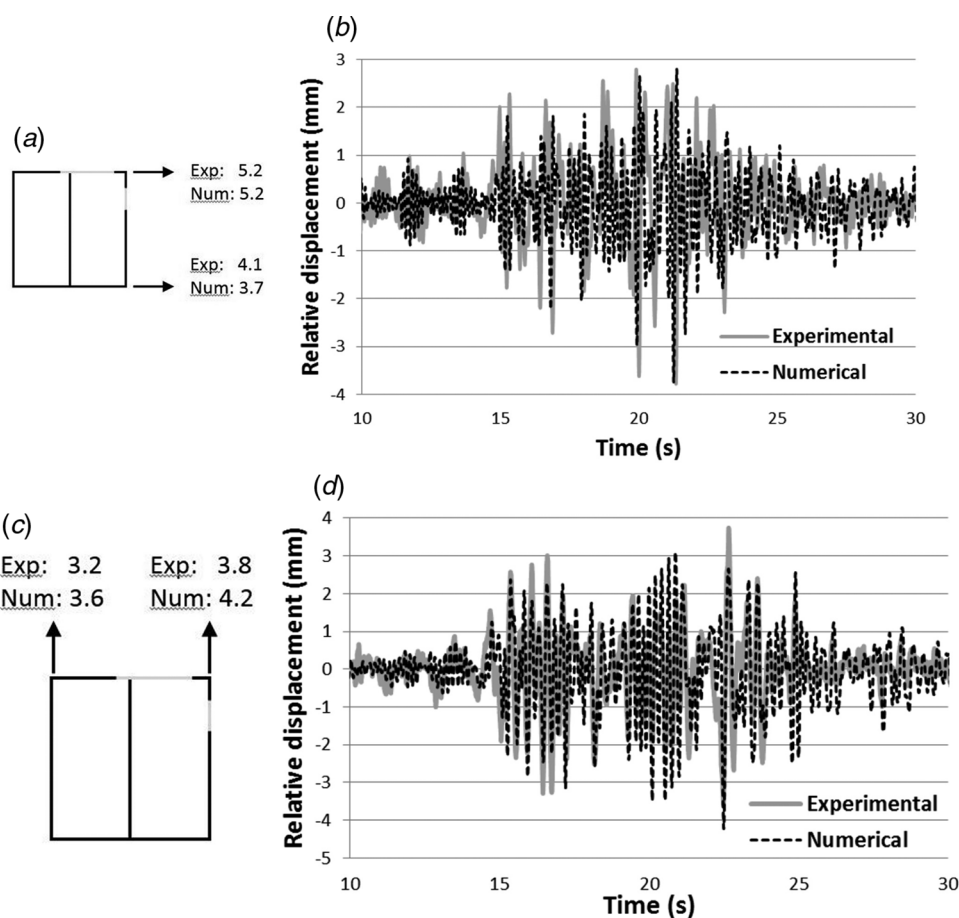 (a)
Exp: 5.2
Num: 5.2
Exp: 4.1
Num: 3.7
(b)
Relative displacement (mm)
3
2
1
0
-1
-2
-3
-4
10 15 20 25 30
Time (s)
Experimental
Numerical
(c)
Exp: 3.2 Exp: 3.8
Num: 3.6 Num: 4.2
(d)
Relative displacement (mm)
4
3
2
1
0
-1
-2
-3
-4
-5
10 15 20 25 30
Time (s)
Experimental
Numerical